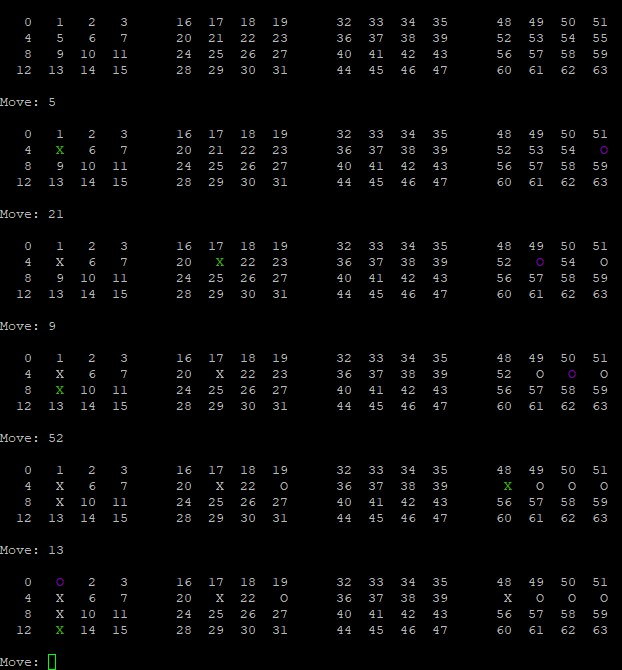 0 1 2 3 16 17 18 19 32 33 34 35 48 49 50 51
4 5 6 7 20 21 22 23 36 37 38 39 52 53 54 55
8 9 10 11 24 25 26 27 40 41 42 43 56 57 58 59
12 13 14 15 28 29 30 31 44 45 46 47 60 61 62 63
Move: 5
0 1 2 3 16 17 18 19 32 33 34 35 48 49 50 51
4 X 6 7 20 21 22 23 36 37 38 39 52 53 54 O
8 9 10 11 24 25 26 27 40 41 42 43 56 57 58 59
12 13 14 15 28 29 30 31 44 45 46 47 60 61 62 63
Move: 21
0 1 2 3 16 17 18 19 32 33 34 35 48 49 50 51
4 X 6 7 20 X 22 23 36 37 38 39 52 O 54 O
8 9 10 11 24 25 26 27 40 41 42 43 56 57 58 59
12 13 14 15 28 29 30 31 44 45 46 47 60 61 62 63
Move: 9
0 1 2 3 16 17 18 19 32 33 34 35 48 49 50 51
4 X 6 7 20 X 22 23 36 37 38 39 52 O O O
8 X 10 11 24 25 26 27 40 41 42 43 56 57 58 59
12 13 14 15 28 29 30 31 44 45 46 47 60 61 62 63
Move: 52
0 1 2 3 16 17 18 19 32 33 34 35 48 49 50 51
4 X 6 7 20 X 22 O 36 37 38 39 X O O O
8 X 10 11 24 25 26 27 40 41 42 43 56 57 58 59
12 13 14 15 28 29 30 31 44 45 46 47 60 61 62 63
Move: 13
0 O 2 3 16 17 18 19 32 33 34 35 48 49 50 51
4 X 6 7 20 X 22 O 36 37 38 39 X O O O
8 X 10 11 24 25 26 27 40 41 42 43 56 57 58 59
12 X 14 15 28 29 30 31 44 45 46 47 60 61 62 63
Move: